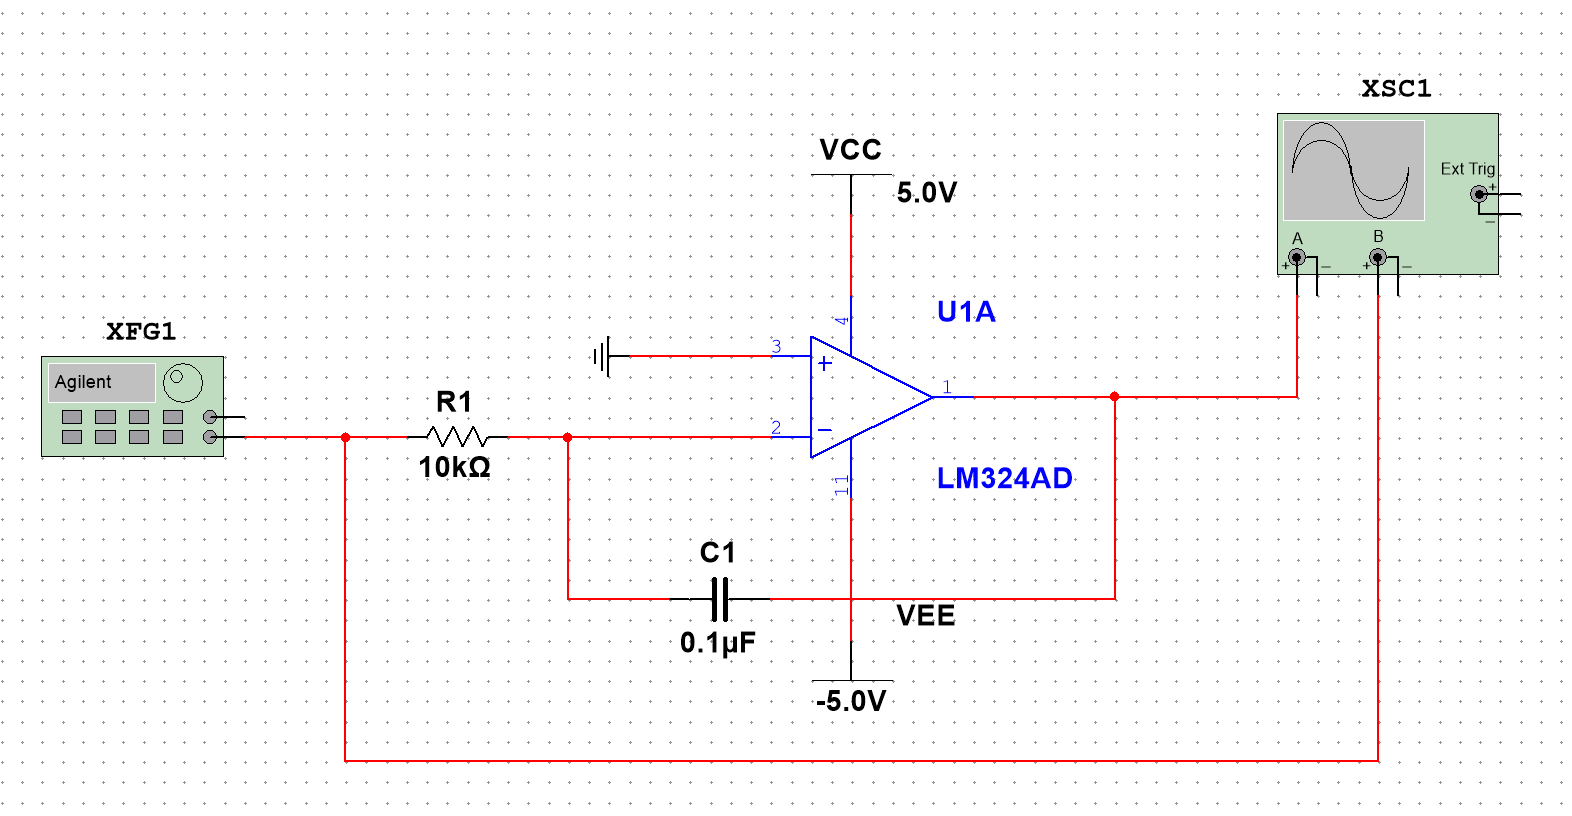 XSC1
VCC
5.0V
Ext Trig
+
−
A
B
+ −
+ −
U1A
4
XFG1
Agilent
3
+
1
R1
10kΩ
2
−
11
LM324AD
C1
0.1µF
VEE
-5.0V